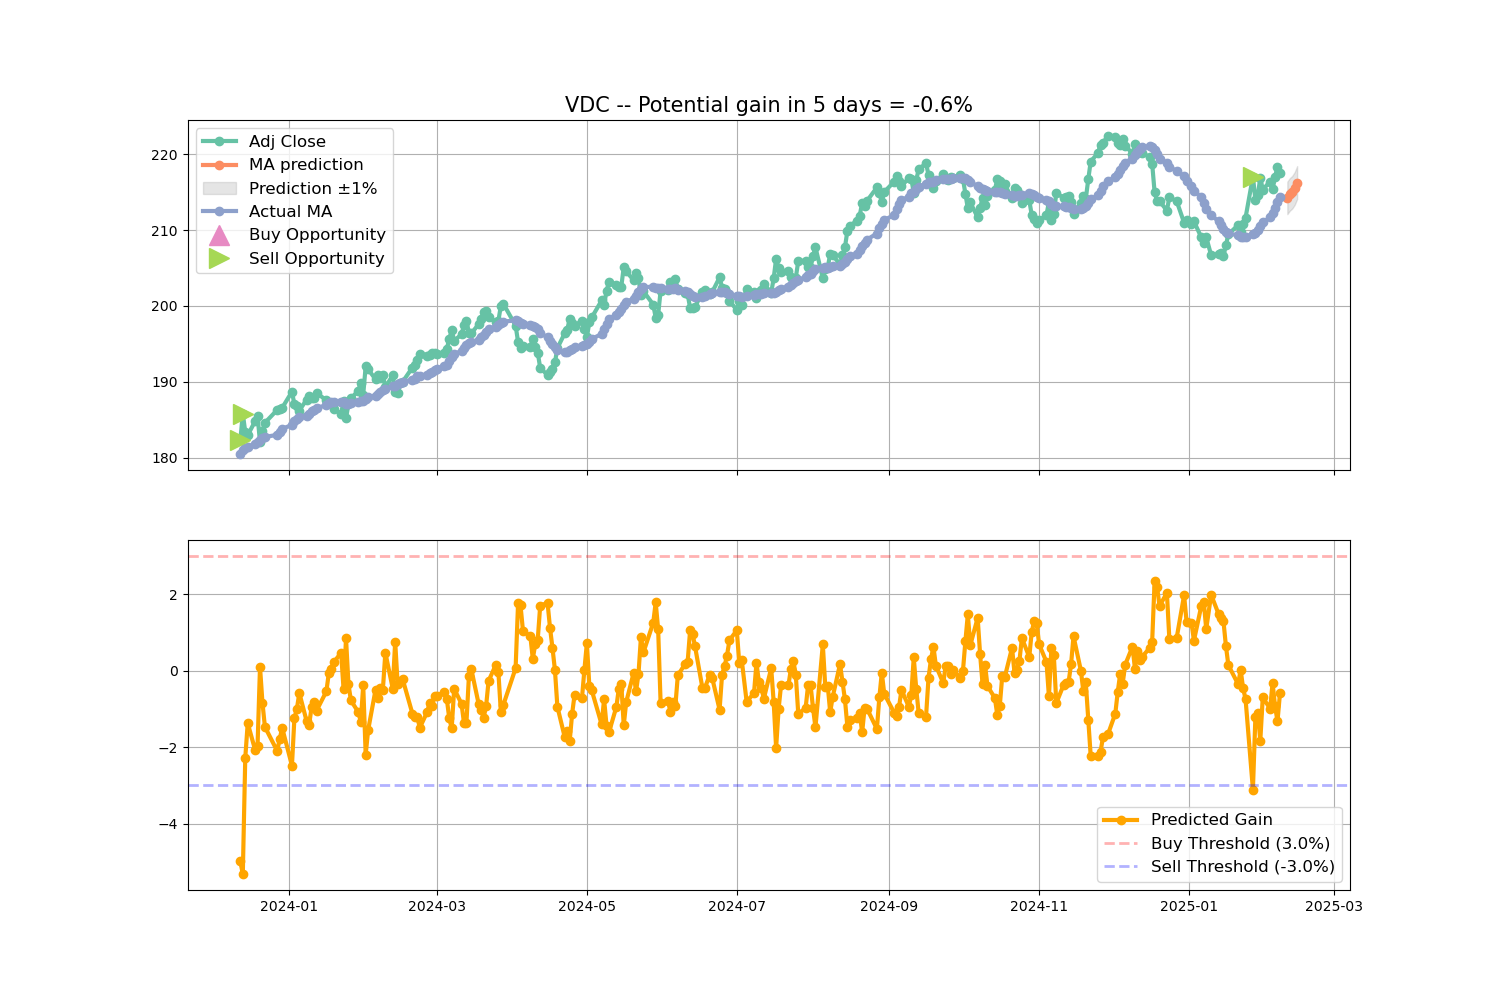 VDC -- Potential gain in 5 days = -0.6%
Adj Close
MA prediction
Prediction ±1%
Actual MA
Buy Opportunity
Sell Opportunity
220
210
200
190
180
2
0
−2
−4
Predicted Gain
Buy Threshold (3.0%)
Sell Threshold (-3.0%)
2024-01 2024-03 2024-05 2024-07 2024-09 2024-11 2025-01 2025-03